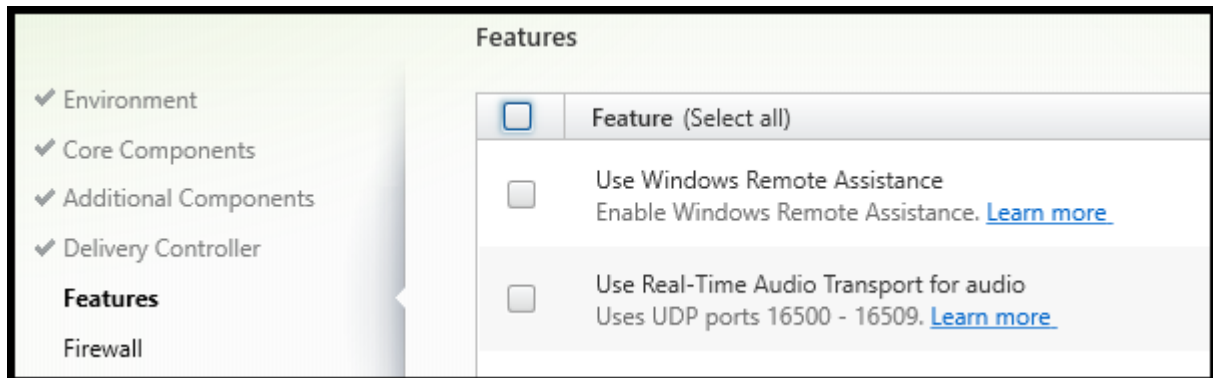 Features
Environment
Core Components
Additional Components
Delivery Controller
Features
Firewall
Feature (Select all)
Use Windows Remote Assistance
Enable Windows Remote Assistance. Learn more
Use Real-Time Audio Transport for audio
Uses UDP ports 16500 - 16509. Learn more